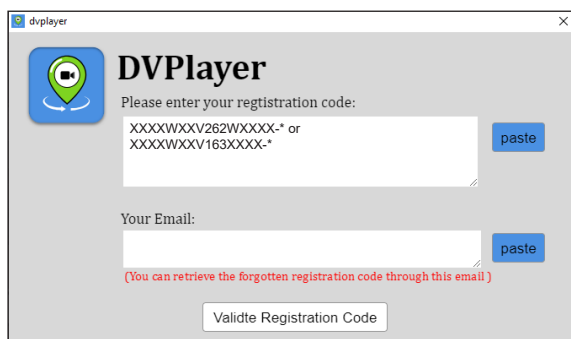 dvplayer
DVPlayer
Please enter your regtistration code:
XXXXWXXV262WXXXX-* or
XXXXWXXV163XXXX-*
paste
Your Email:
paste
(You can retrieve the forgotten registration code through this email )
Validte Registration Code